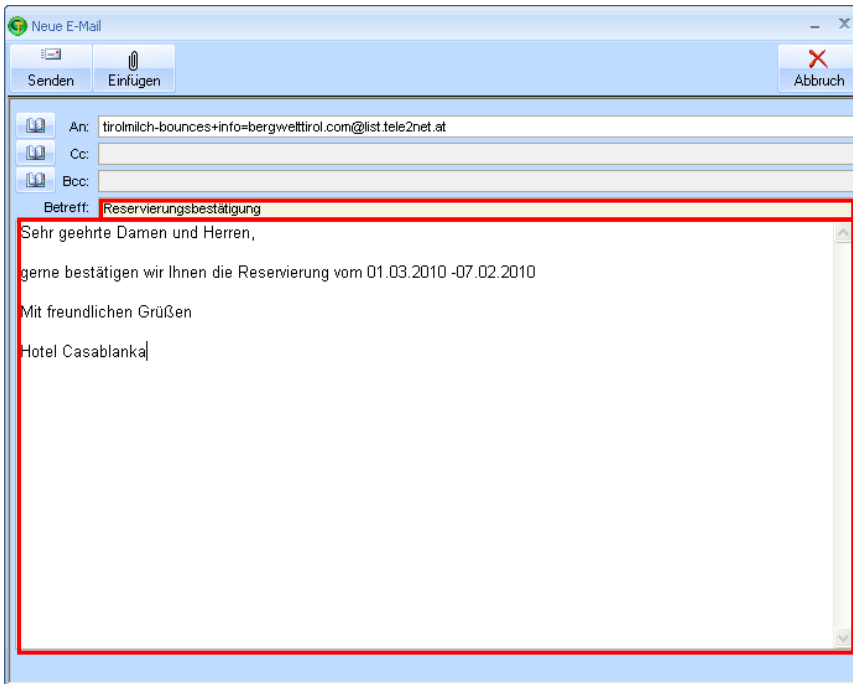 Neue E-Mail
Senden
Einfügen
Abbruch
An: tirolmilch-bounces+info=bergwelttirol.com@list.tele2net.at
Cc:
Bcc:
Betreff: Reservierungsbestätigung
Sehr geehrte Damen und Herren,
gerne bestätigen wir Ihnen die Reservierung vom 01.03.2010 -07.02.2010
Mit freundlichen Grüßen
Hotel Casablanka